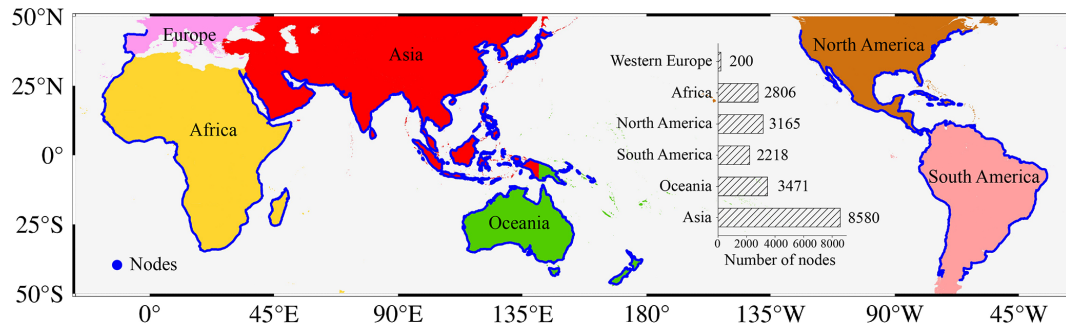 50°N
25°N
0°
25°S
50°S
Europe
Asia
Africa
Oceania
North America
South America
Nodes
Western Europe 200
Africa 2806
North America 3165
South America 2218
Oceania 3471
Asia 8580
0 2000 4000 6000 8000
Number of nodes
0° 45°E 90°E 135°E 180° 135°W 90°W 45°W